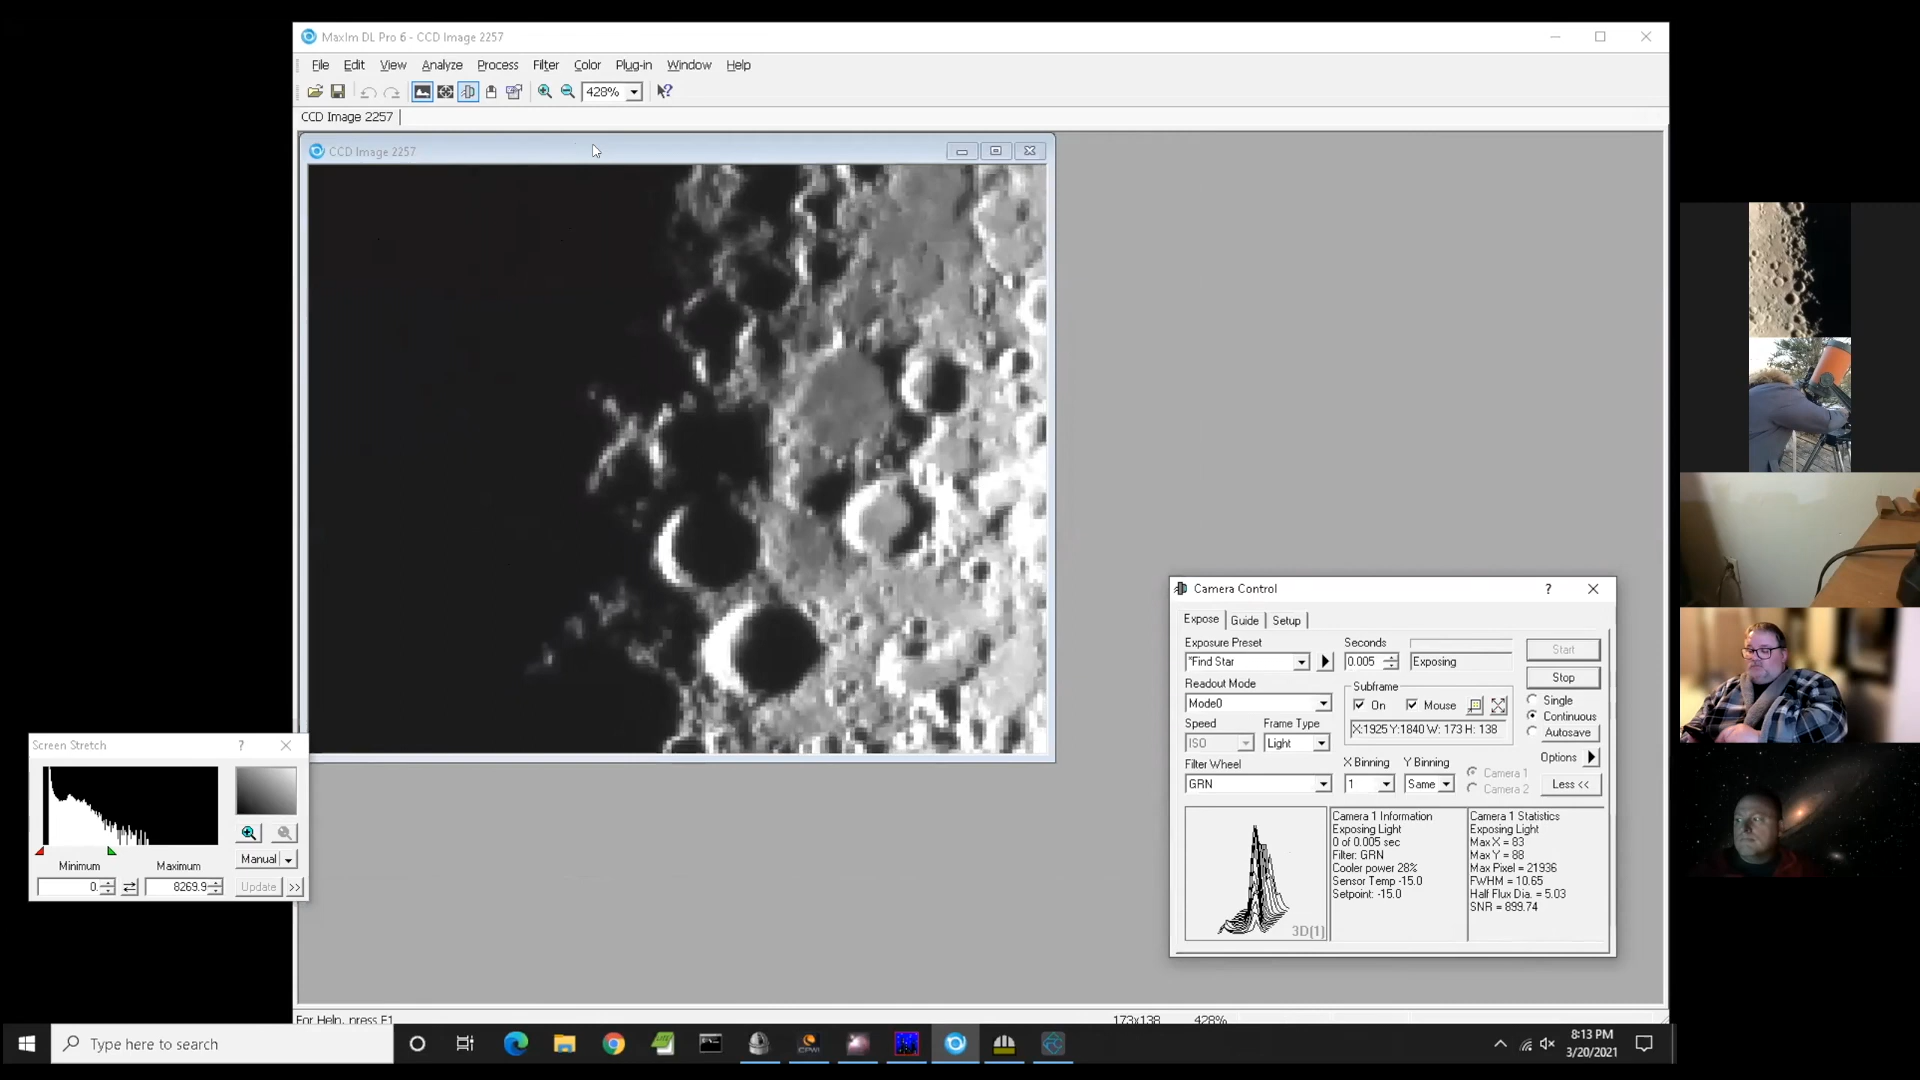 MaxIm DL Pro 6 - CCD Image 2257
File Edit View Analyze Process Filter Color Plug-in Window Help
428%
CCD Image 2257
CCD Image 2257
Camera Control
Expose Guide Setup
Exposure Preset
*Find Star
Seconds
0.005
Exposing
Start
Stop
Readout Mode
Mode0
Subframe
On
Mouse
X:1925 Y:1840 W: 173 H: 138
Single
Continuous
Autosave
Speed
ISO
Frame Type
Light
Options
Filter Wheel
GRN
X Binning
1
Y Binning
Same
Camera 1
Camera 2
Less <<
3D(1)
Camera 1 Information
Exposing Light
0 of 0.005 sec
Filter: GRN
Cooler power 28%
Sensor Temp -15.0
Setpoint: -15.0
Camera 1 Statistics
Exposing Light
Max X = 83
Max Y = 88
Max Pixel = 21936
FWHM = 10.65
Half Flux Dia. = 5.03
SNR = 899.74
Screen Stretch
Manual
Minimum
Maximum
0.
8269.9
Update
>>
For Help, press F1
173x138
428%
Type here to search
8:13 PM
3/20/2021